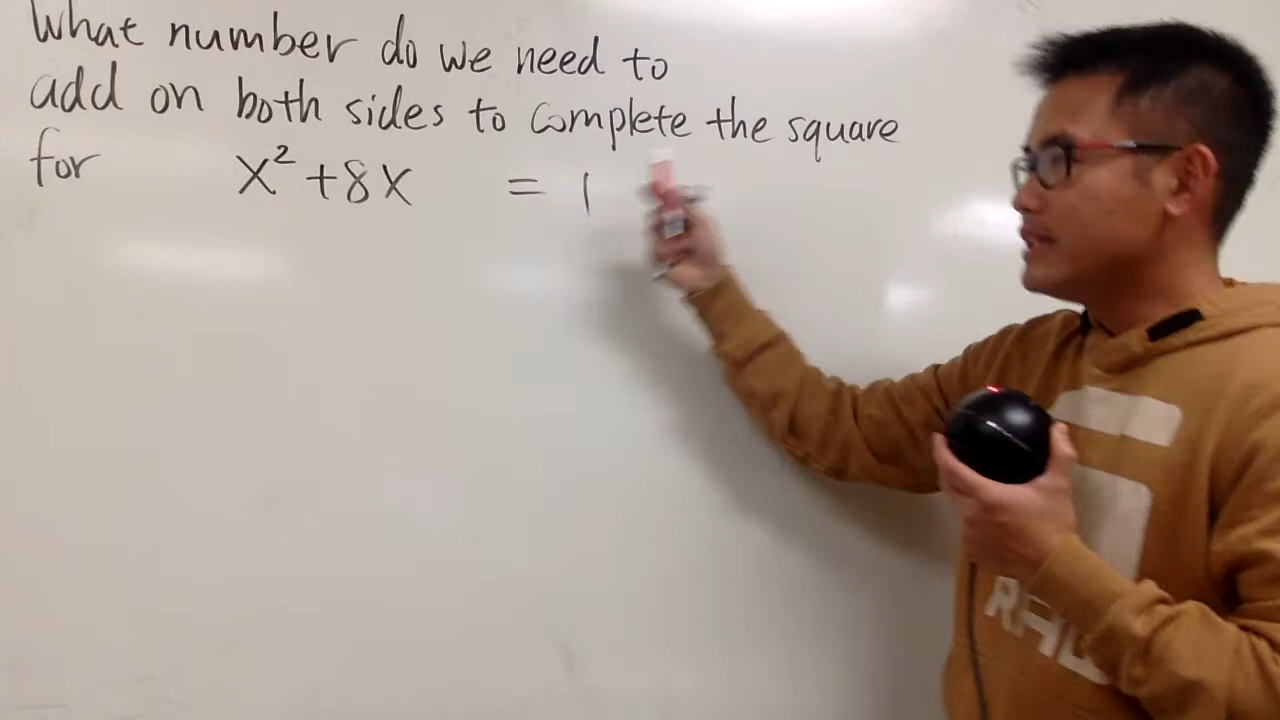 What number do we need to
add on both sides to complete the square
for x² + 8x = 1